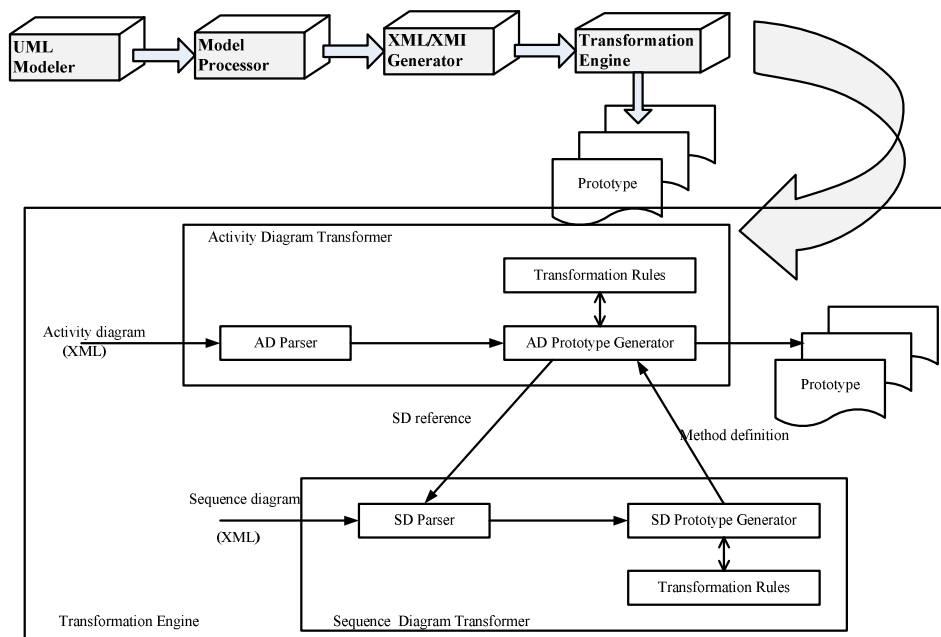 UML
Modeler
Model
Processor
XML/XMI
Generator
Transformation
Engine
Prototype
Activity Diagram Transformer
Transformation Rules
Activity diagram
(XML)
AD Parser
AD Prototype Generator
Prototype
SD reference
Method definition
Sequence diagram
(XML)
SD Parser
SD Prototype Generator
Transformation Rules
Transformation Engine
Sequence Diagram Transformer